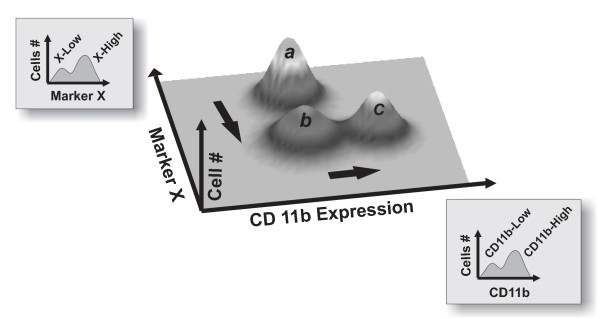 Cells #
X-Low
X-High
Marker X
a
b
c
Marker X
Cell #
CD 11b Expression
Cells #
CD11b-Low
CD11b-High
CD11b